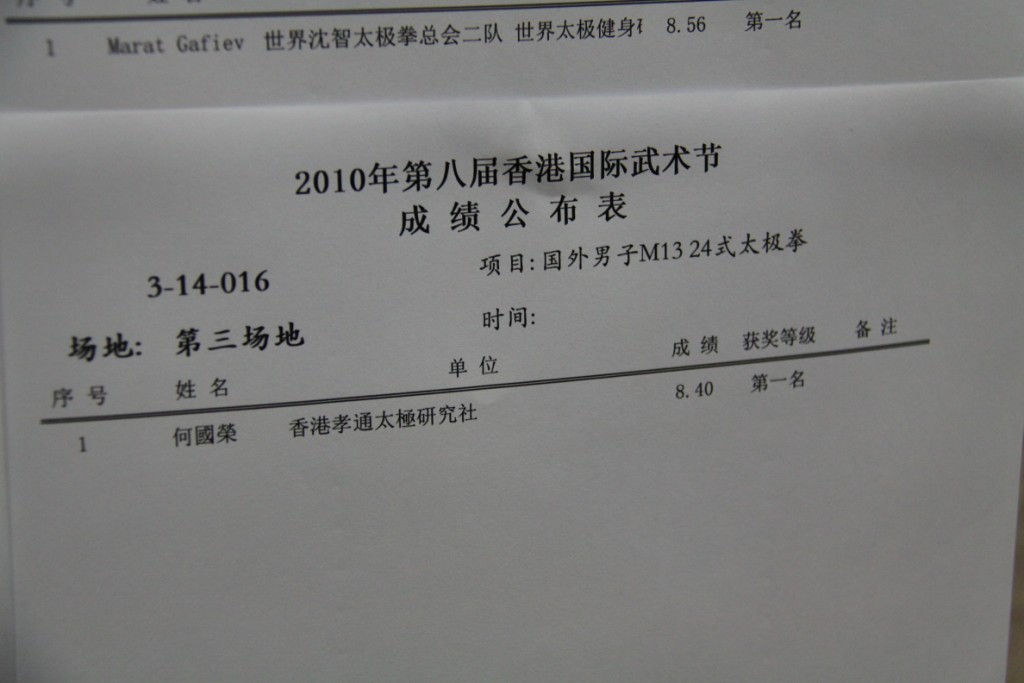 序 号 姓 名
1 Marat Gafiev 世界沈智太极拳总会二队 世界太极健身 8.56 第一名
2010年第八届香港国际武术节
成 绩 公 布 表
3-14-016 项目:国外男子M13 24式太极拳
场地: 第三场地 时间:
序 号 姓 名 单 位 成 绩 获奖等级 备 注
1 何國榮 香港孝通太極研究社 8.40 第一名